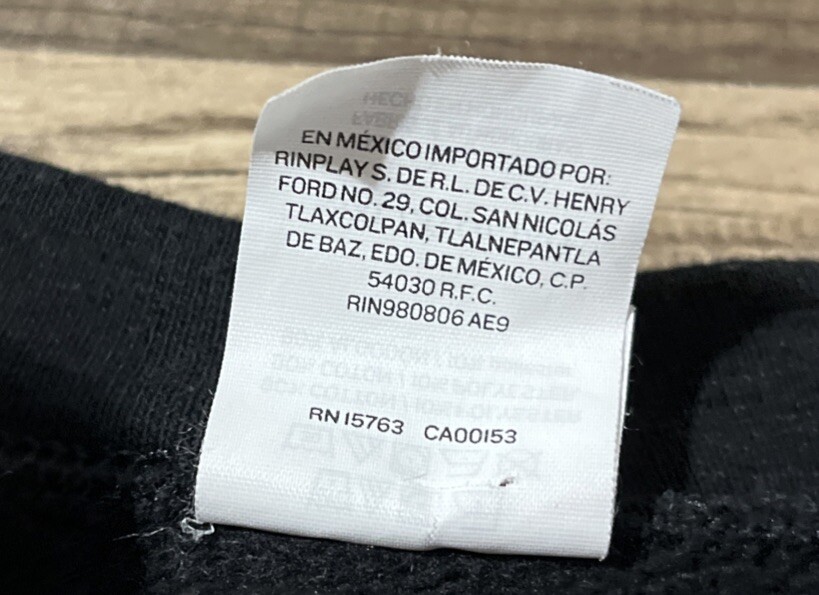 EN MÉXICO IMPORTADO POR:
RINPLAY S. DE R.L. DE C.V. HENRY
FORD NO. 29, COL. SAN NICOLÁS
TLAXCOLPAN, TLALNEPANTLA
DE BAZ, EDO. DE MÉXICO, C.P.
54030 R.F.C.
RIN980806 AE9
RN 15763 CA00153